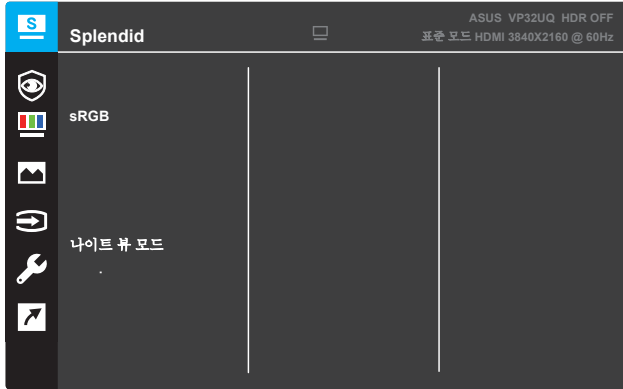 S
Splendid
ASUS VP32UQ HDR OFF
표준 모드 HDMI 3840X2160 @ 60Hz
sRGB
나이트 뷰 모드
.